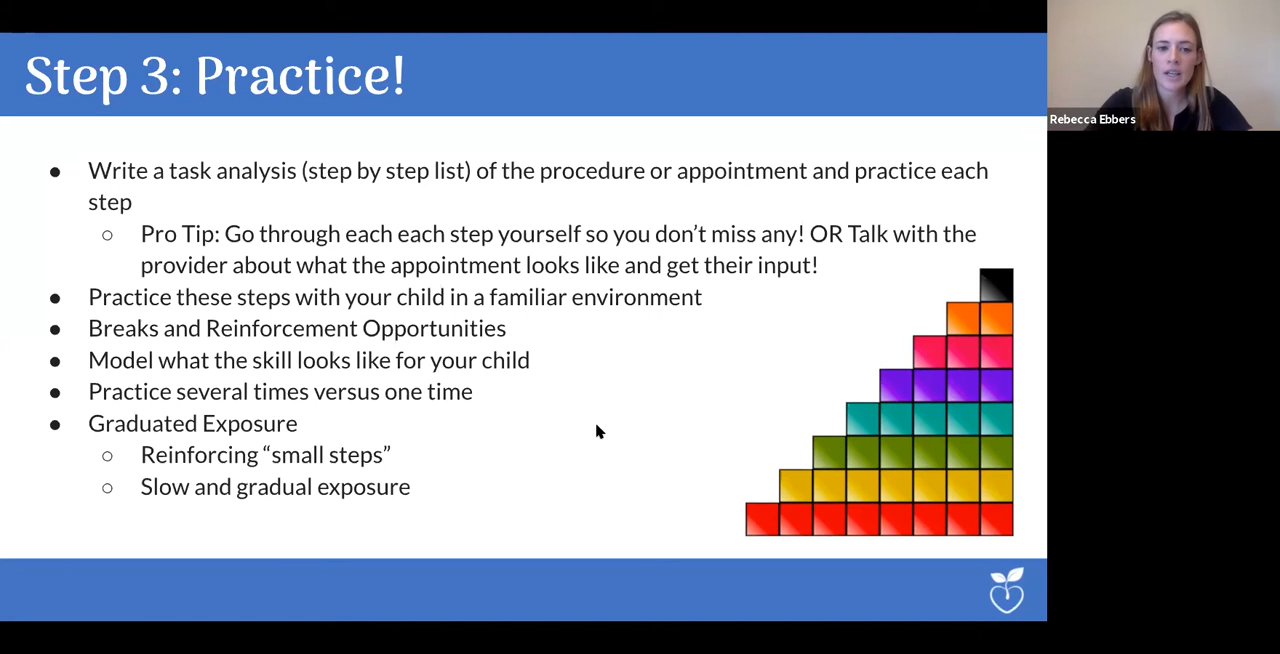 Step 3: Practice!
Rebecca Ebbers
● Write a task analysis (step by step list) of the procedure or appointment and practice each
step
○ Pro Tip: Go through each each step yourself so you don’t miss any! OR Talk with the
provider about what the appointment looks like and get their input!
● Practice these steps with your child in a familiar environment
● Breaks and Reinforcement Opportunities
● Model what the skill looks like for your child
● Practice several times versus one time
● Graduated Exposure
○ Reinforcing “small steps”
○ Slow and gradual exposure